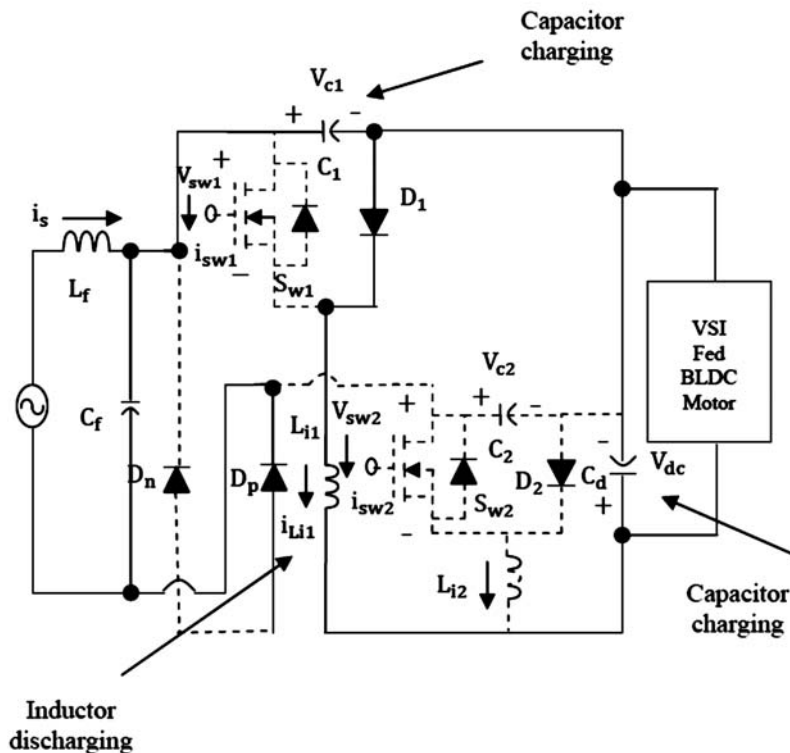 Capacitor
charging
Vc1
+
-
+
C1
Vsw1
D1
is
isw1
-
Sw1
Lf
VSI
Fed
BLDC
Motor
Vc2
Vsw2
+
+
-
Li1
Cf
C2
-
Dn
Dp
D2
Cd
Vdc
isw2
Sw2
+
iLi1
-
Li2
Capacitor
charging
Inductor
discharging